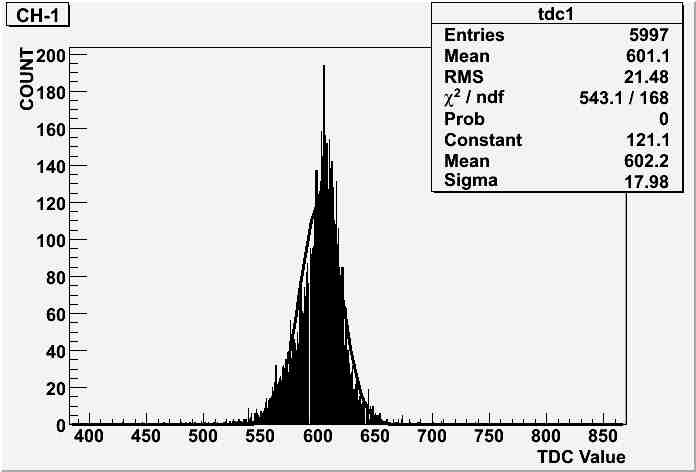 CH-1
tdc1
Entries 5997
Mean 601.1
RMS 21.48
χ² / ndf 543.1 / 168
Prob 0
Constant 121.1
Mean 602.2
Sigma 17.98
COUNT
200
180
160
140
120
100
80
60
40
20
0
400 450 500 550 600 650 700 750 800 850
TDC Value